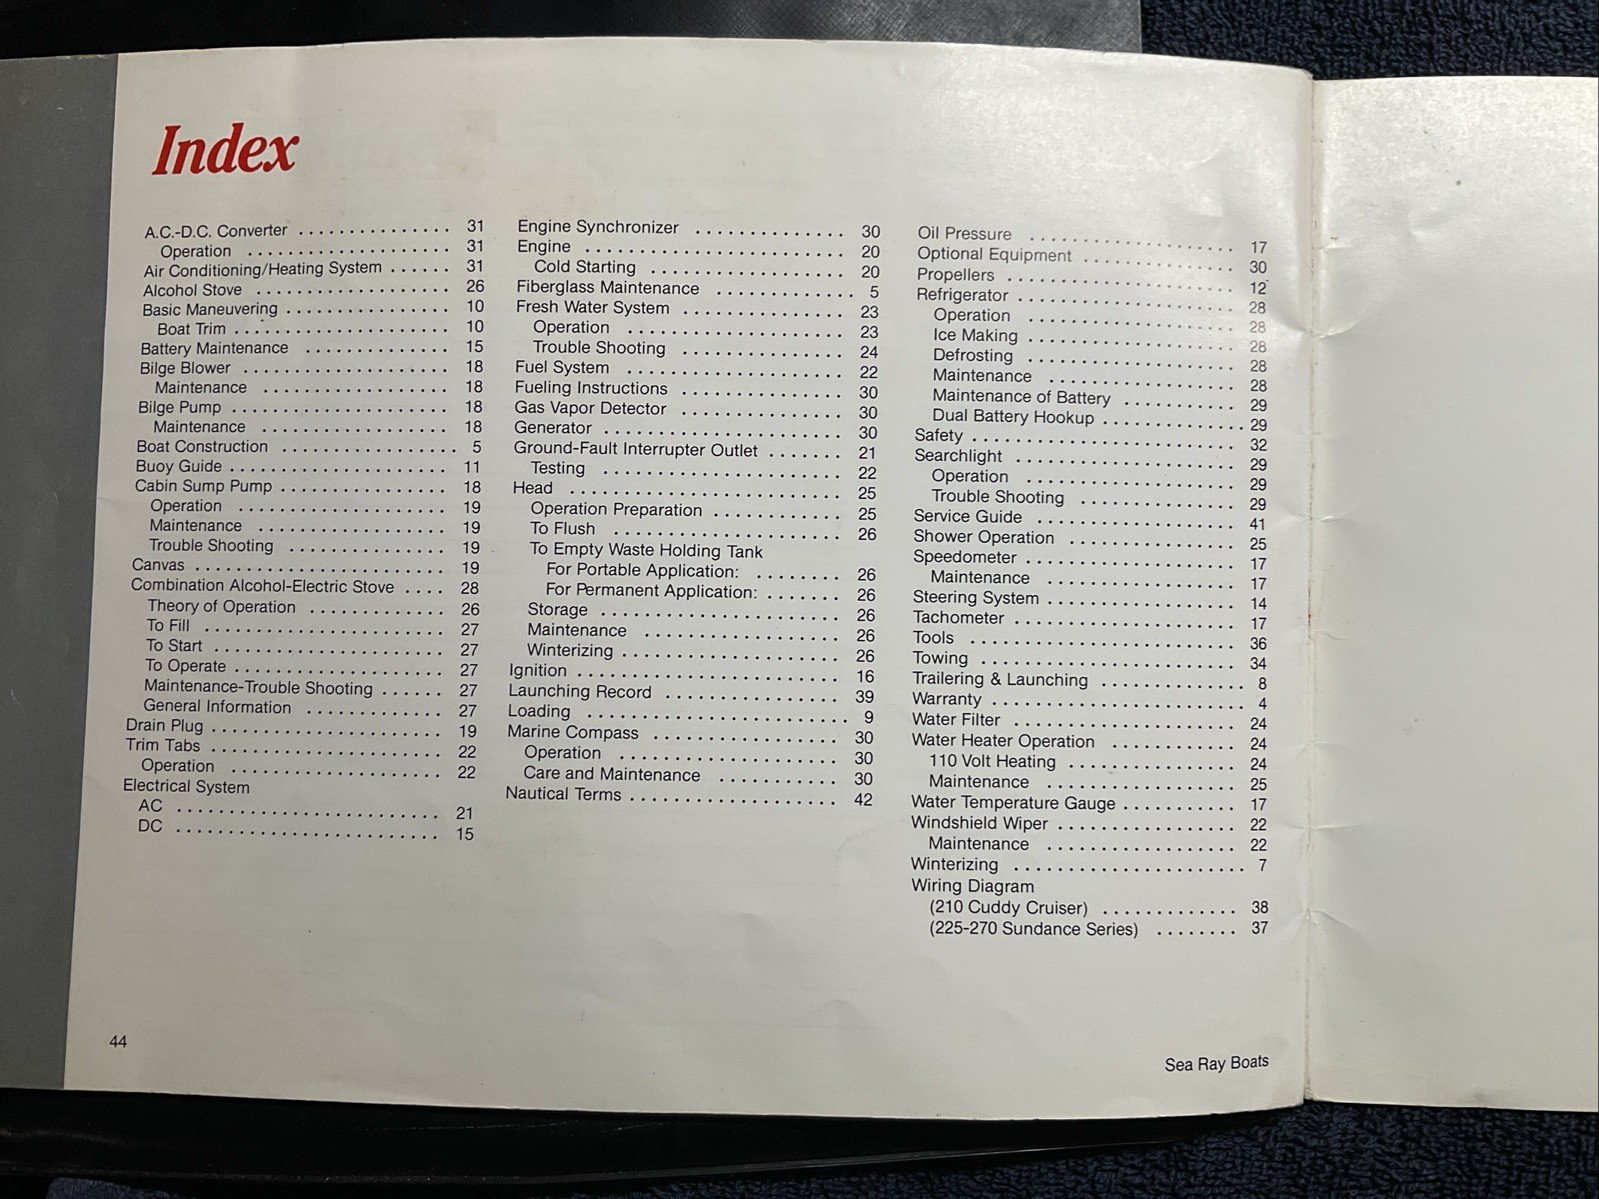 Index
A.C.-D.C. Converter ............... 31
Operation .................... 31
Air Conditioning/Heating System ...... 31
Alcohol Stove ................... 26
Basic Maneuvering ................ 10
Boat Trim ..................... 10
Battery Maintenance .............. 15
Bilge Blower .................... 18
Maintenance .................. 18
Bilge Pump ..................... 18
Maintenance .................. 18
Boat Construction ................. 5
Buoy Guide ..................... 11
Cabin Sump Pump ................ 18
Operation .................... 19
Maintenance .................. 19
Trouble Shooting ............... 19
Canvas ........................ 19
Combination Alcohol-Electric Stove .... 28
Theory of Operation ............. 26
To Fill ....................... 27
To Start ...................... 27
To Operate .................... 27
Maintenance-Trouble Shooting ...... 27
General Information ............. 27
Drain Plug ...................... 19
Trim Tabs ...................... 22
Operation .................... 22
Electrical System
AC ......................... 21
DC ......................... 15
Engine Synchronizer .............. 30
Engine ......................... 20
Cold Starting .................. 20
Fiberglass Maintenance ............. 5
Fresh Water System ............... 23
Operation .................... 23
Trouble Shooting ............... 24
Fuel System .................... 22
Fueling Instructions ............... 30
Gas Vapor Detector ............... 30
Generator ....................... 30
Ground-Fault Interrupter Outlet ....... 21
Testing ....................... 22
Head .......................... 25
Operation Preparation ............ 25
To Flush ...................... 26
To Empty Waste Holding Tank
For Portable Application: ........ 26
For Permanent Application: ....... 26
Storage ....................... 26
Maintenance ................... 26
Winterizing ..................... 26
Ignition ......................... 16
Launching Record ................. 39
Loading ......................... 9
Marine Compass .................. 30
Operation ..................... 30
Care and Maintenance ............ 30
Nautical Terms .................... 42
Oil Pressure .................... 17
Optional Equipment ............... 30
Propellers ...................... 12
Refrigerator ..................... 28
Operation .................... 28
Ice Making .................... 28
Defrosting .................... 28
Maintenance .................. 28
Maintenance of Battery ........... 29
Dual Battery Hookup .............. 29
Safety .......................... 32
Searchlight ...................... 29
Operation .................... 29
Trouble Shooting ............... 29
Service Guide ................... 41
Shower Operation ................ 25
Speedometer .................... 17
Maintenance .................. 17
Steering System .................. 14
Tachometer ..................... 17
Tools .......................... 36
Towing ......................... 34
Trailering & Launching .............. 8
Warranty ........................ 4
Water Filter ..................... 24
Water Heater Operation ............ 24
110 Volt Heating ................ 24
Maintenance ................... 25
Water Temperature Gauge ........... 17
Windshield Wiper ................. 22
Maintenance ................... 22
Winterizing ...................... 7
Wiring Diagram
(210 Cuddy Cruiser) ............. 38
(225-270 Sundance Series) ........ 37
44
Sea Ray Boats